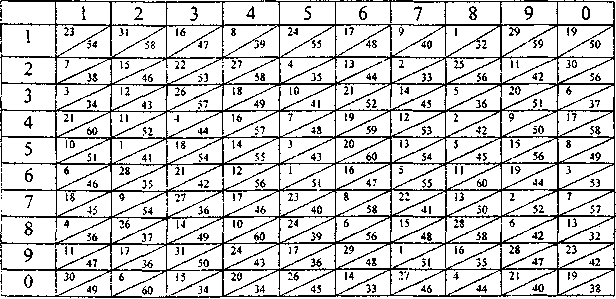 1 2 3 4 5 6 7 8 9 0
1 23/54 31/58 16/47 8/39 24/55 17/48 9/40 1/32 29/59 19/50
2 7/38 15/46 22/53 27/58 4/35 13/44 2/33 25/56 11/42 30/56
3 3/34 12/43 26/57 18/49 10/41 21/52 14/45 5/36 20/51 6/37
4 21/60 11/52 4/44 16/57 7/48 19/59 12/53 2/42 9/50 17/58
5 10/51 1/41 18/54 14/55 3/43 20/60 13/54 5/45 15/56 8/49
6 6/46 28/35 21/42 12/56 1/51 16/47 5/55 11/60 19/44 3/53
7 18/45 9/54 27/36 17/46 23/40 8/58 22/41 13/50 2/52 7/57
8 4/56 26/37 14/49 10/60 24/39 6/56 15/48 28/58 6/42 13/32
9 11/47 17/36 31/50 24/43 17/36 29/48 1/31 16/35 28/47 23/42
0 30/49 6/60 15/34 20/34 26/45 14/33 27/46 4/44 21/40 19/38